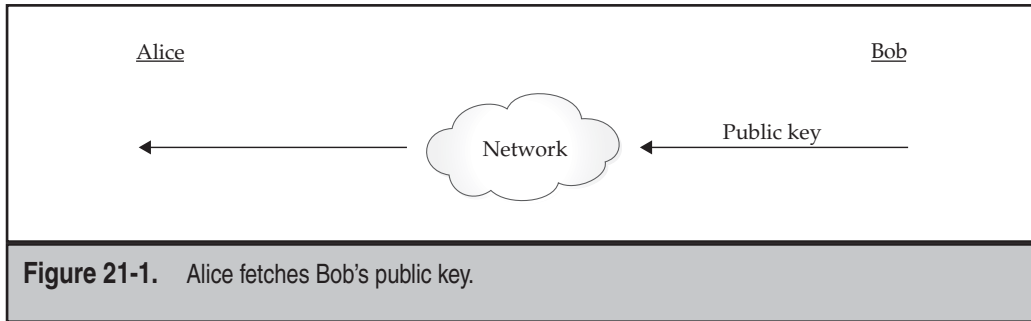 Alice
Bob
Public key
Network
Figure 21-1. Alice fetches Bob's public key.